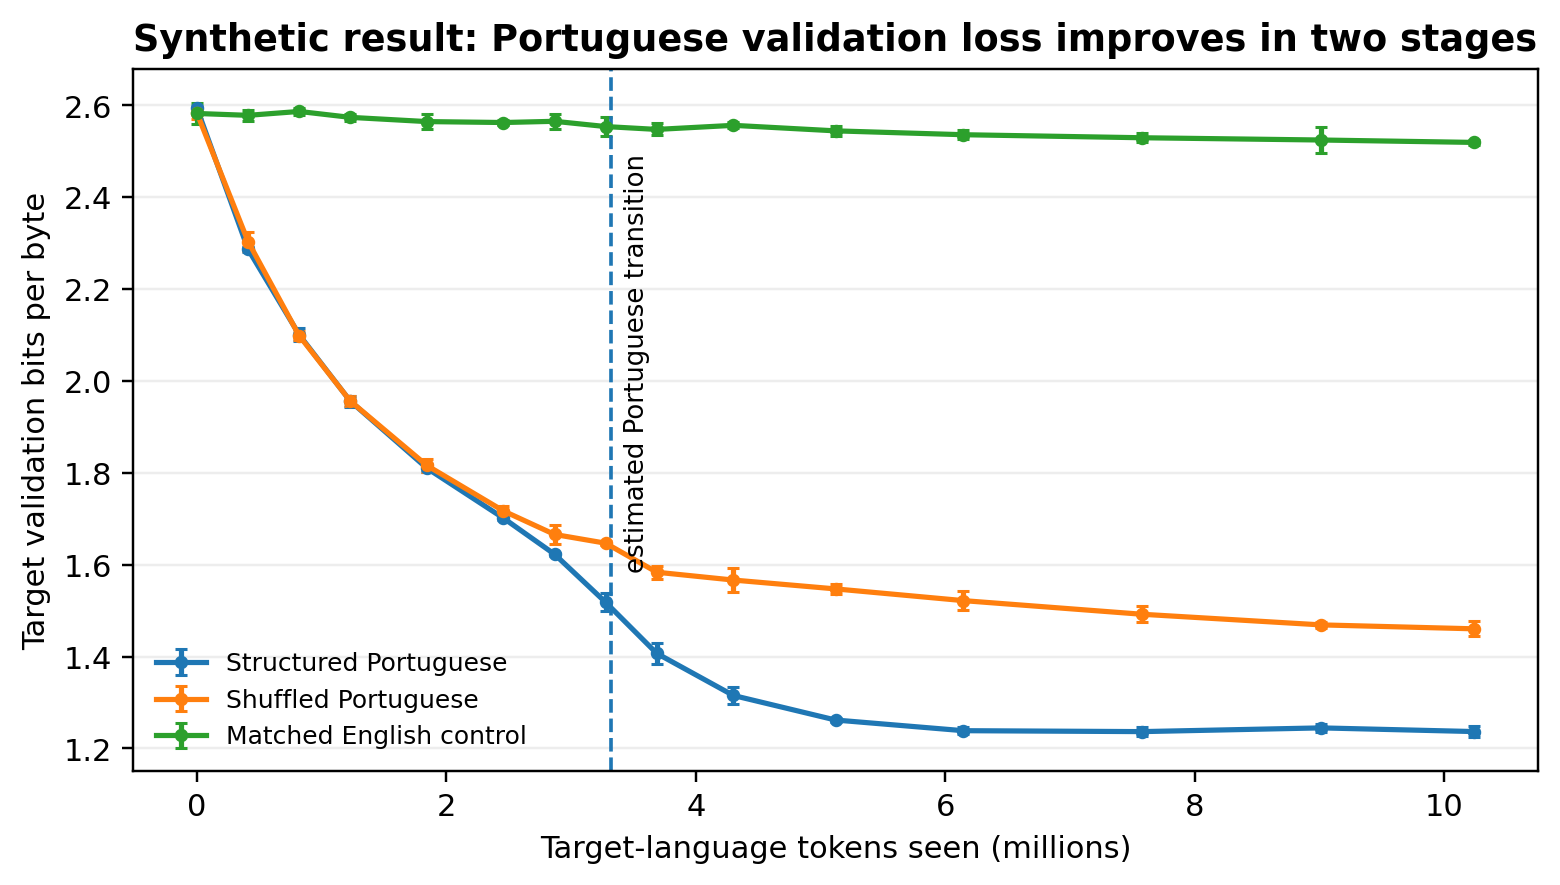 Synthetic result: Portuguese validation loss improves in two stages
Target validation bits per byte
2.6
2.4
2.2
2.0
1.8
1.6
1.4
1.2
estimated Portuguese transition
Structured Portuguese
Shuffled Portuguese
Matched English control
0
2
4
6
8
10
Target-language tokens seen (millions)